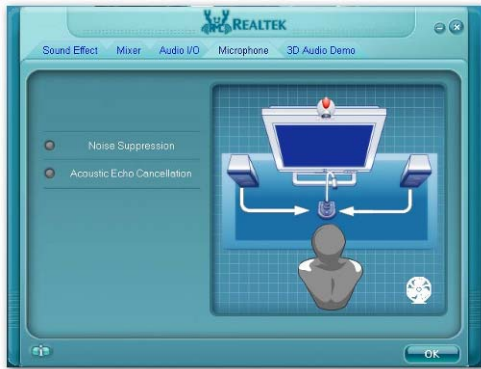 REALTEK
Sound Effect Mixer Audio I/O Microphone 3D Audio Demo
Noise Suppression
Acoustic Echo Cancellation
OK